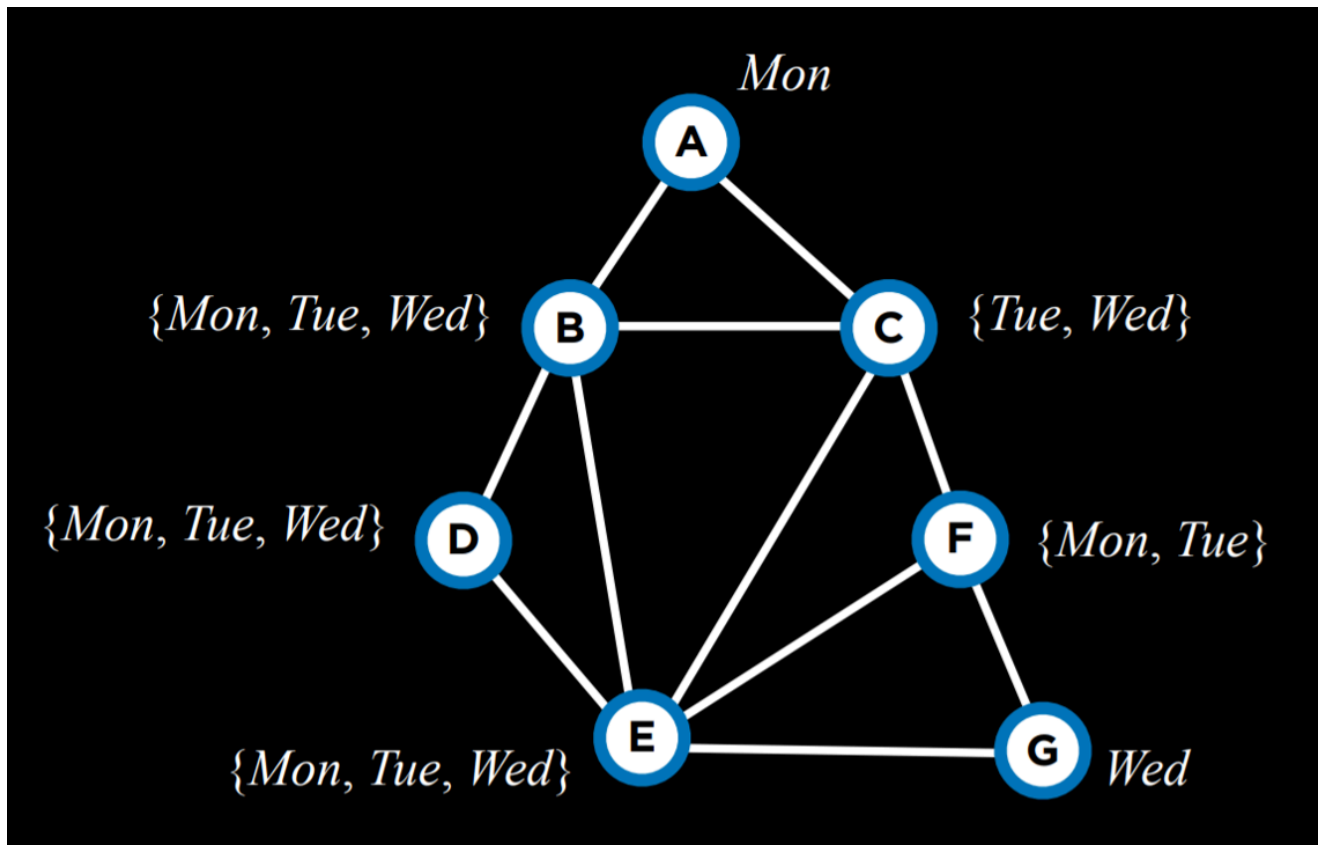 Mon
A
{Mon, Tue, Wed} B C {Tue, Wed}
{Mon, Tue, Wed} D F {Mon, Tue}
{Mon, Tue, Wed} E G Wed